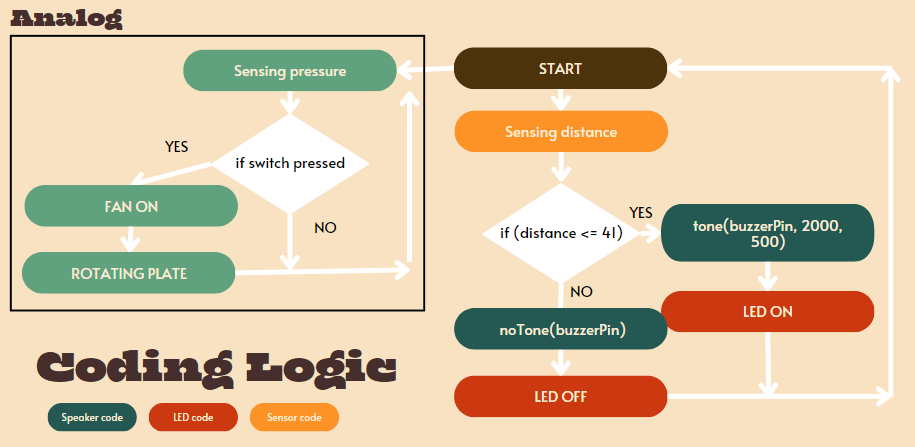 Analog
Sensing pressure
if switch pressed
YES
FAN ON
NO
ROTATING PLATE
START
Sensing distance
if (distance <= 41)
YES
tone(buzzerPin, 2000,
500)
NO
noTone(buzzerPin)
LED ON
LED OFF
Coding Logic
Speaker code
LED code
Sensor code